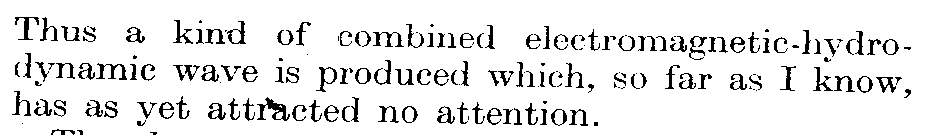 Thus a kind of combined electromagnetic-hydro-
dynamic wave is produced which, so far as I know,
has as yet attracted no attention.